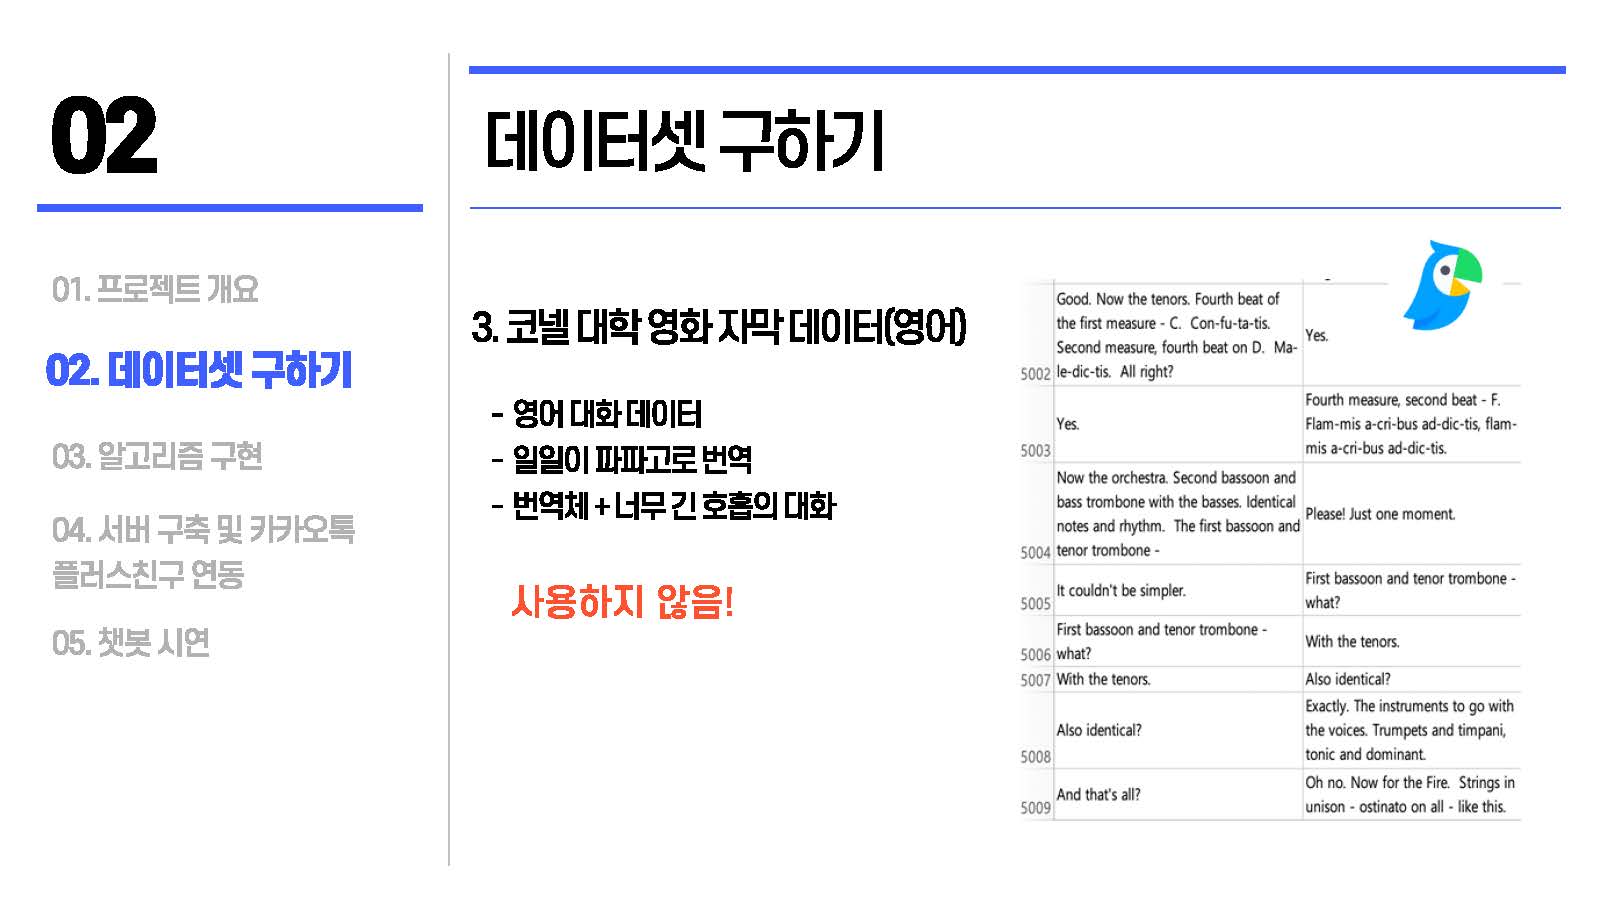 02
01. 프로젝트 개요
02. 데이터셋 구하기
03. 알고리즘 구현
04. 서버 구축 및 카카오톡
플러스친구 연동
05. 챗봇 시연
데이터셋 구하기
3. 코넬 대학 영화 자막 데이터(영어)
- 영어 대화 데이터
- 일일이 파파고로 번역
- 번역체 + 너무 긴 호흡의 대화
사용하지 않음!
Good. Now the tenors. Fourth beat of
the first measure - C.  Con-fu-ta-tis.
Second measure, fourth beat on D.  Ma-
5002 le-dic-tis.  All right?
Yes.
Yes.
5003
Fourth measure, second beat - F.
Flam-mis a-cri-bus ad-dic-tis, flam-
mis a-cri-bus ad-dic-tis.
Now the orchestra. Second bassoon and
bass trombone with the basses. Identical
notes and rhythm.  The first bassoon and
5004 tenor trombone -
Please! Just one moment.
It couldn't be simpler.
5005
First bassoon and tenor trombone -
what?
First bassoon and tenor trombone -
5006 what?
With the tenors.
5007 With the tenors.
Also identical?
Also identical?
5008
Exactly. The instruments to go with
the voices. Trumpets and timpani,
tonic and dominant.
And that's all?
5009
Oh no. Now for the Fire.  Strings in
unison - ostinato on all - like this.